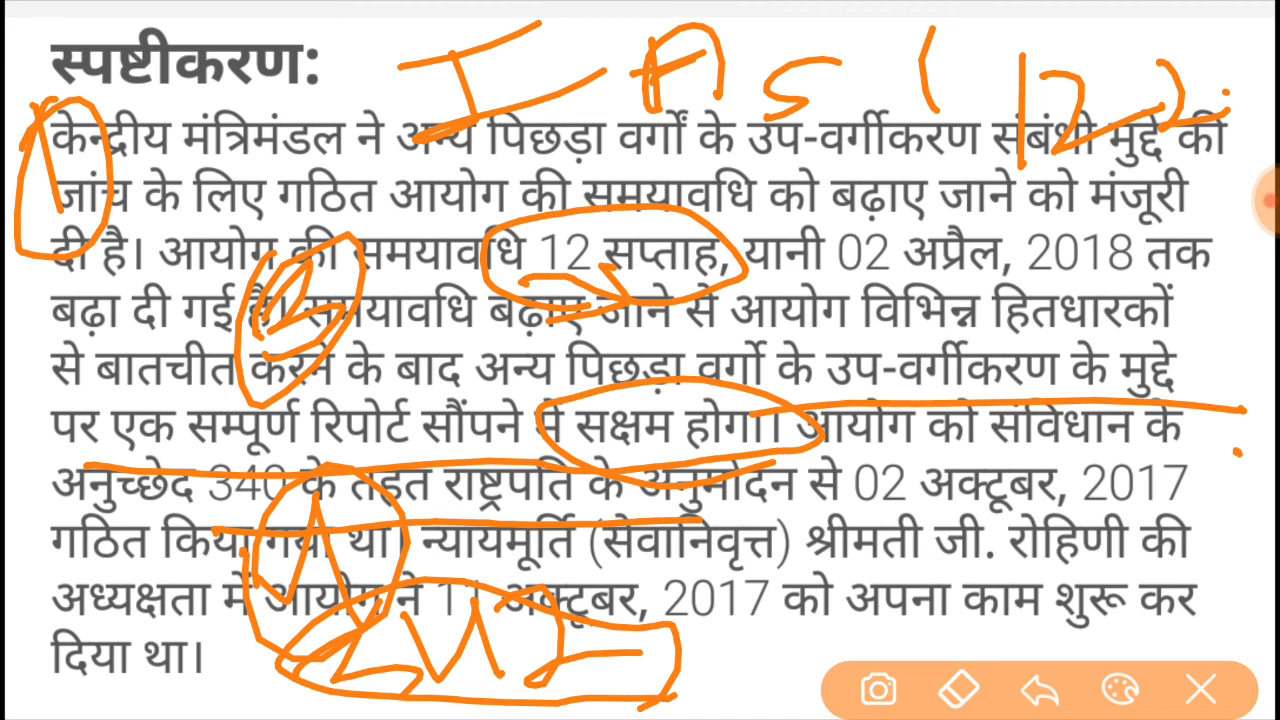 स्पष्टीकरण:
IAS (12):
केन्द्रीय मंत्रिमंडल ने अन्य पिछड़ा वर्गों के उप-वर्गीकरण संबंधी मुद्दे की
जांच के लिए गठित आयोग की समयावधि को बढ़ाए जाने को मंजूरी
दी है। आयोग की समयावधि 12 सप्ताह, यानी 02 अप्रैल, 2018 तक
बढ़ा दी गई है। समयावधि बढ़ाए जाने से आयोग विभिन्न हितधारकों
से बातचीत करने के बाद अन्य पिछड़ा वर्गो के उप-वर्गीकरण के मुद्दे
पर एक सम्पूर्ण रिपोर्ट सौंपने में सक्षम होगा। आयोग को संविधान के
अनुच्छेद 340 के तहत राष्ट्रपति के अनुमोदन से 02 अक्टूबर, 2017
गठित किया गया था। न्यायमूर्ति (सेवानिवृत्त) श्रीमती जी. रोहिणी की
अध्यक्षता में आयोग ने 11 अक्टूबर, 2017 को अपना काम शुरू कर
दिया था।